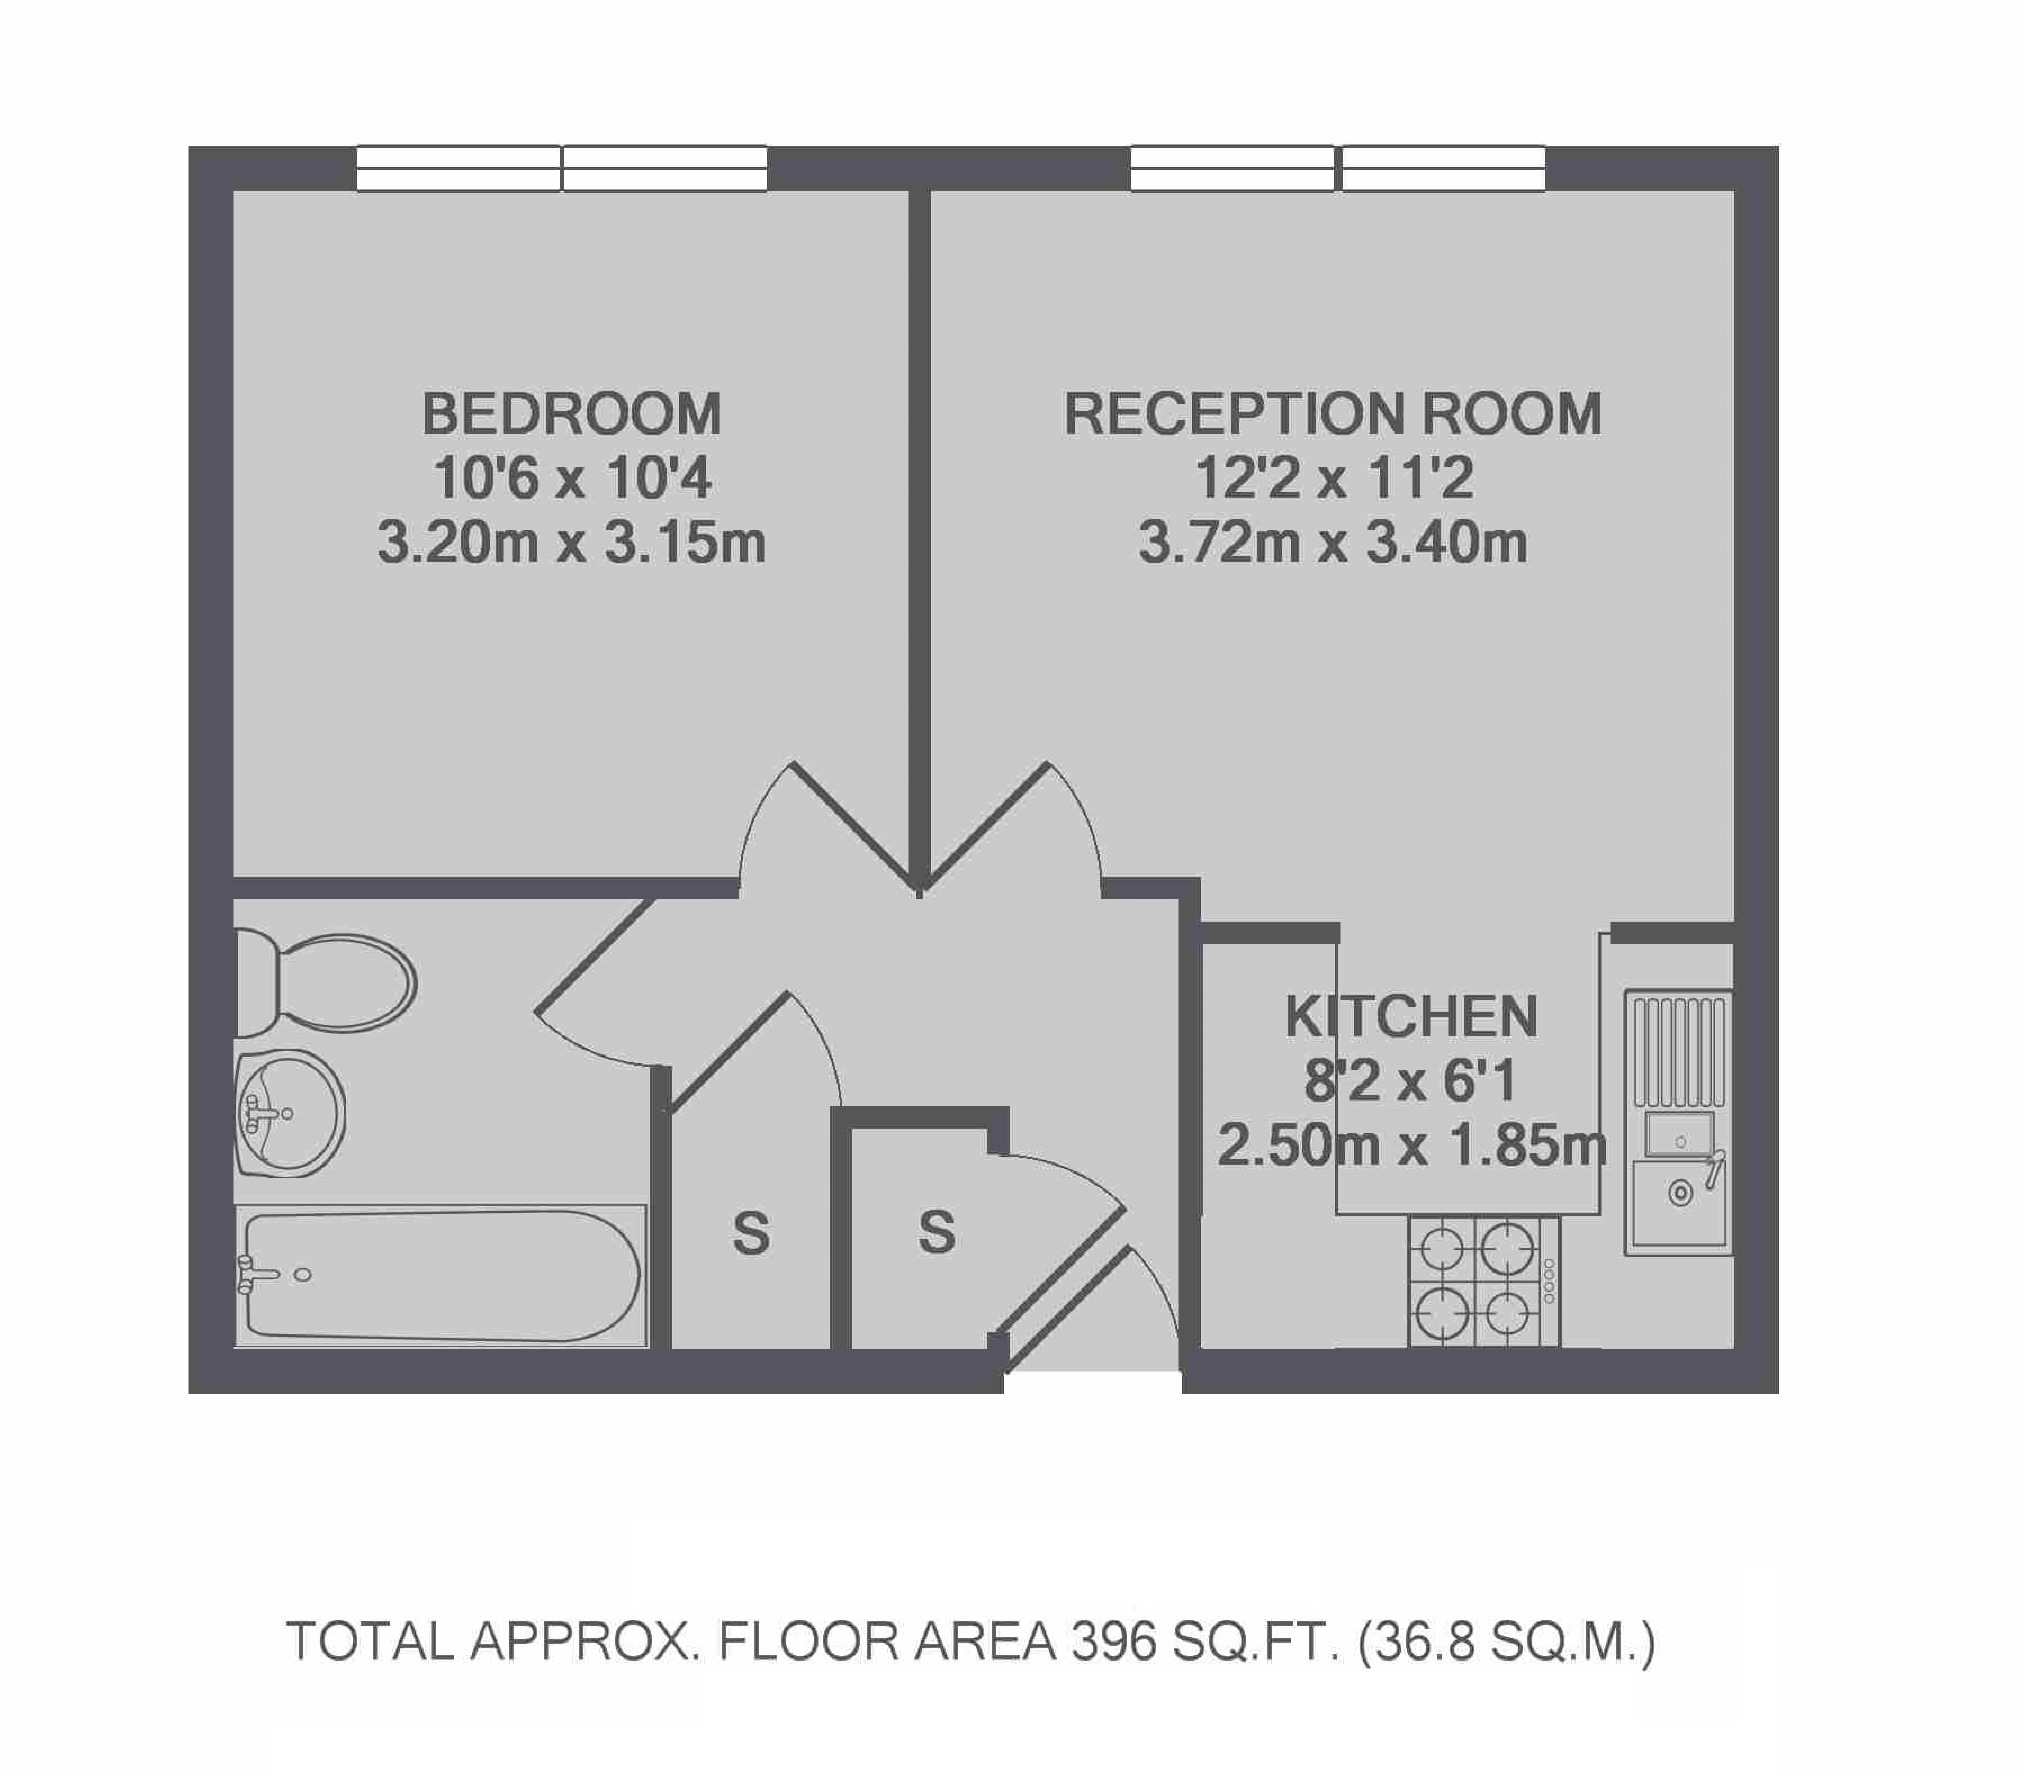 BEDROOM
10'6 x 10'4
3.20m x 3.15m
RECEPTION ROOM
12'2 x 11'2
3.72m x 3.40m
KITCHEN
8'2 x 6'1
2.50m x 1.85m
S
S
TOTAL APPROX. FLOOR AREA 396 SQ.FT. (36.8 SQ.M.)